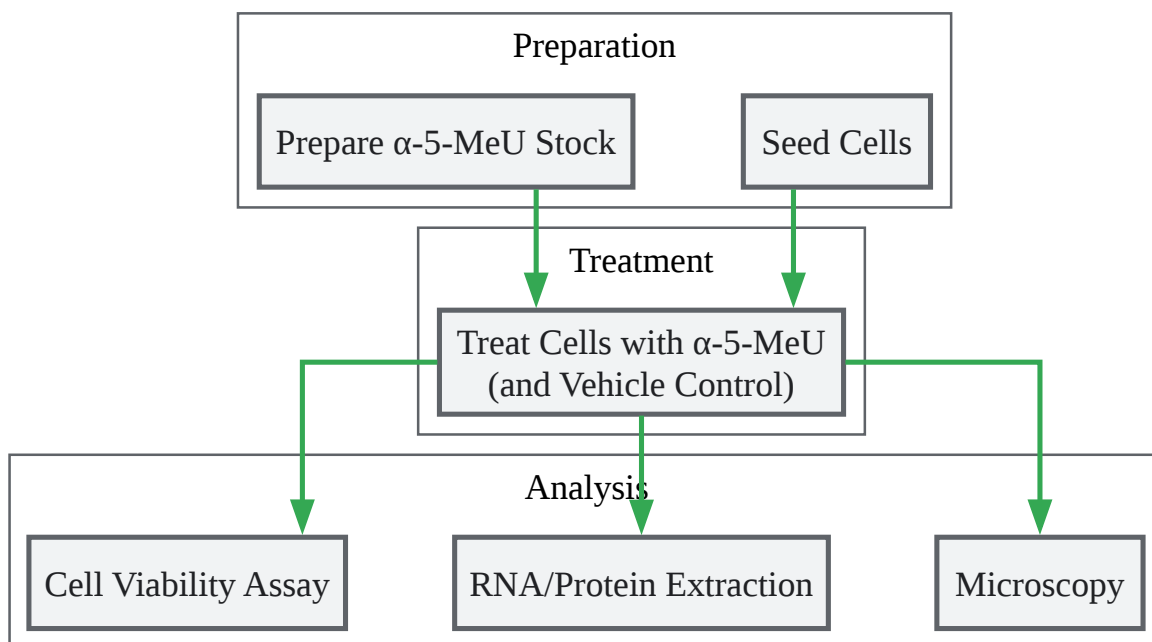 Preparation
Prepare α-5-MeU Stock
Seed Cells
Treatment
Treat Cells with α-5-MeU
(and Vehicle Control)
Analysis
Cell Viability Assay
RNA/Protein Extraction
Microscopy